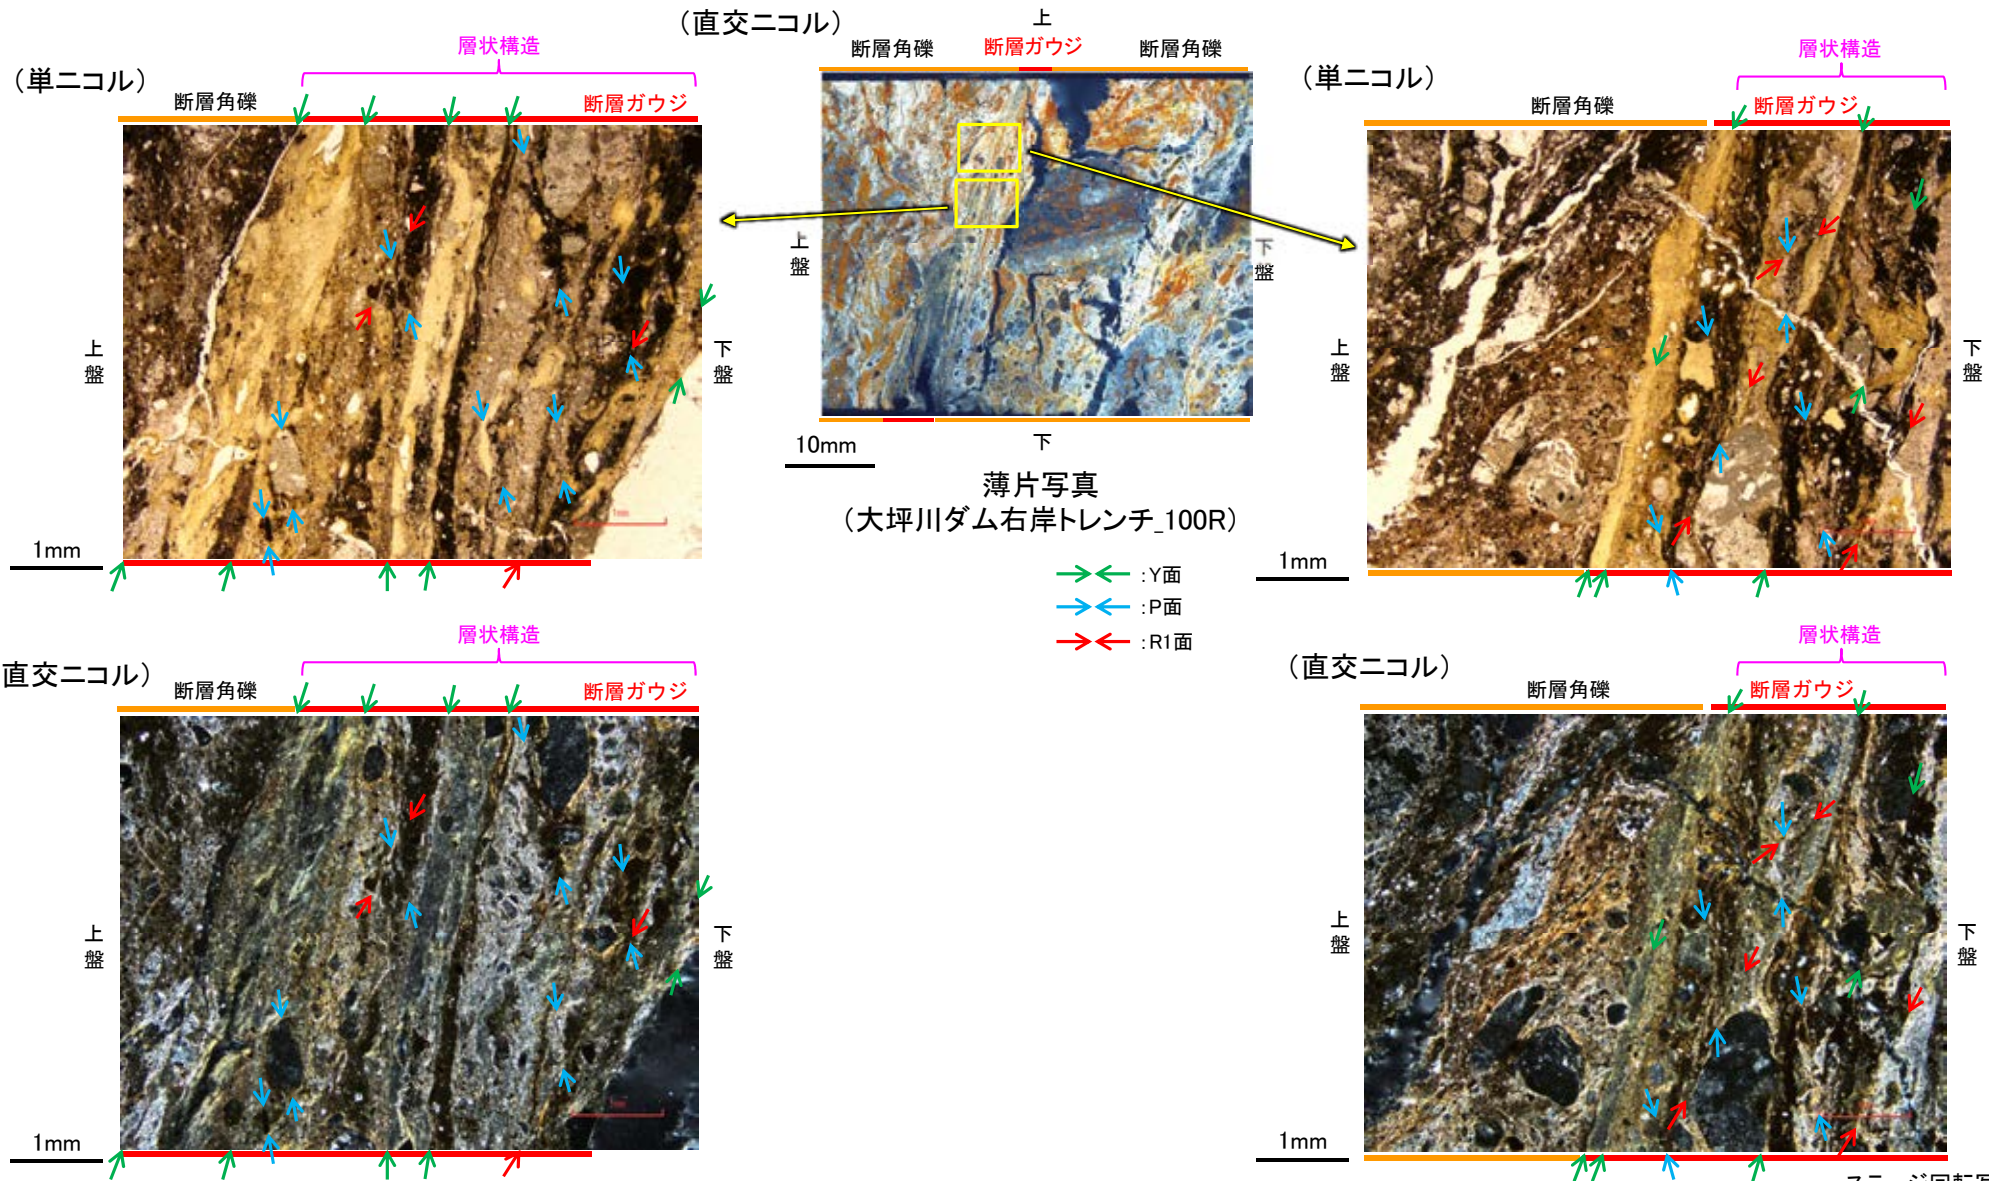 （直交ニコル）
上
断層角礫
断層ガウジ
断層角礫
上
盤
下
盤
10mm
下
薄片写真
（大坪川ダム右岸トレンチ_100R）
:Y面
:P面
:R1面
層状構造
（単ニコル）
断層角礫
断層ガウジ
上
盤
下
盤
1mm
層状構造
（単ニコル）
断層角礫
断層ガウジ
上
盤
下
盤
1mm
層状構造
直交ニコル）
断層角礫
断層ガウジ
上
盤
下
盤
1mm
層状構造
（直交ニコル）
断層角礫
断層ガウジ
上
盤
下
盤
1mm